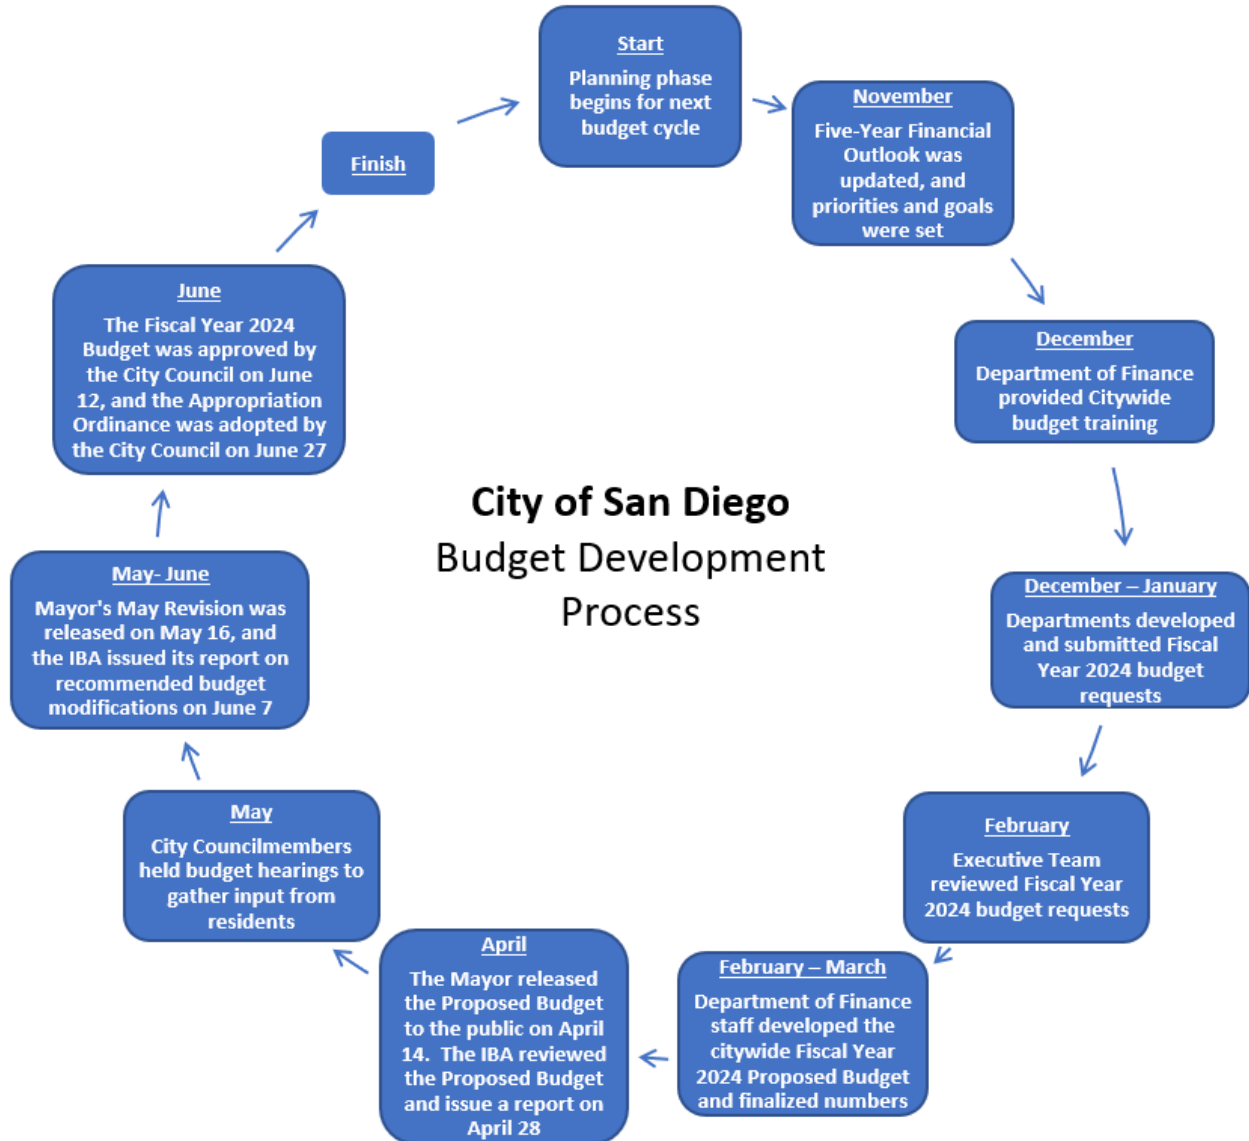 Start
Planning phase
begins for next
budget cycle
November
Five-Year Financial
Outlook was
updated, and
priorities and goals
were set
December
Department of Finance
provided Citywide
budget training
December – January
Departments developed
and submitted Fiscal
Year 2024 budget
requests
February
Executive Team
reviewed Fiscal Year
2024 budget requests
February – March
Department of Finance
staff developed the
citywide Fiscal Year
2024 Proposed Budget
and finalized numbers
April
The Mayor released
the Proposed Budget
to the public on April
14.  The IBA reviewed
the Proposed Budget
and issue a report on
April 28
May
City Councilmembers
held budget hearings to
gather input from
residents
May- June
Mayor's May Revision was
released on May 16, and
the IBA issued its report on
recommended budget
modifications on June 7
June
The Fiscal Year 2024
Budget was approved by
the City Council on June
12, and the Appropriation
Ordinance was adopted by
the City Council on June 27
Finish
City of San Diego
Budget Development
Process